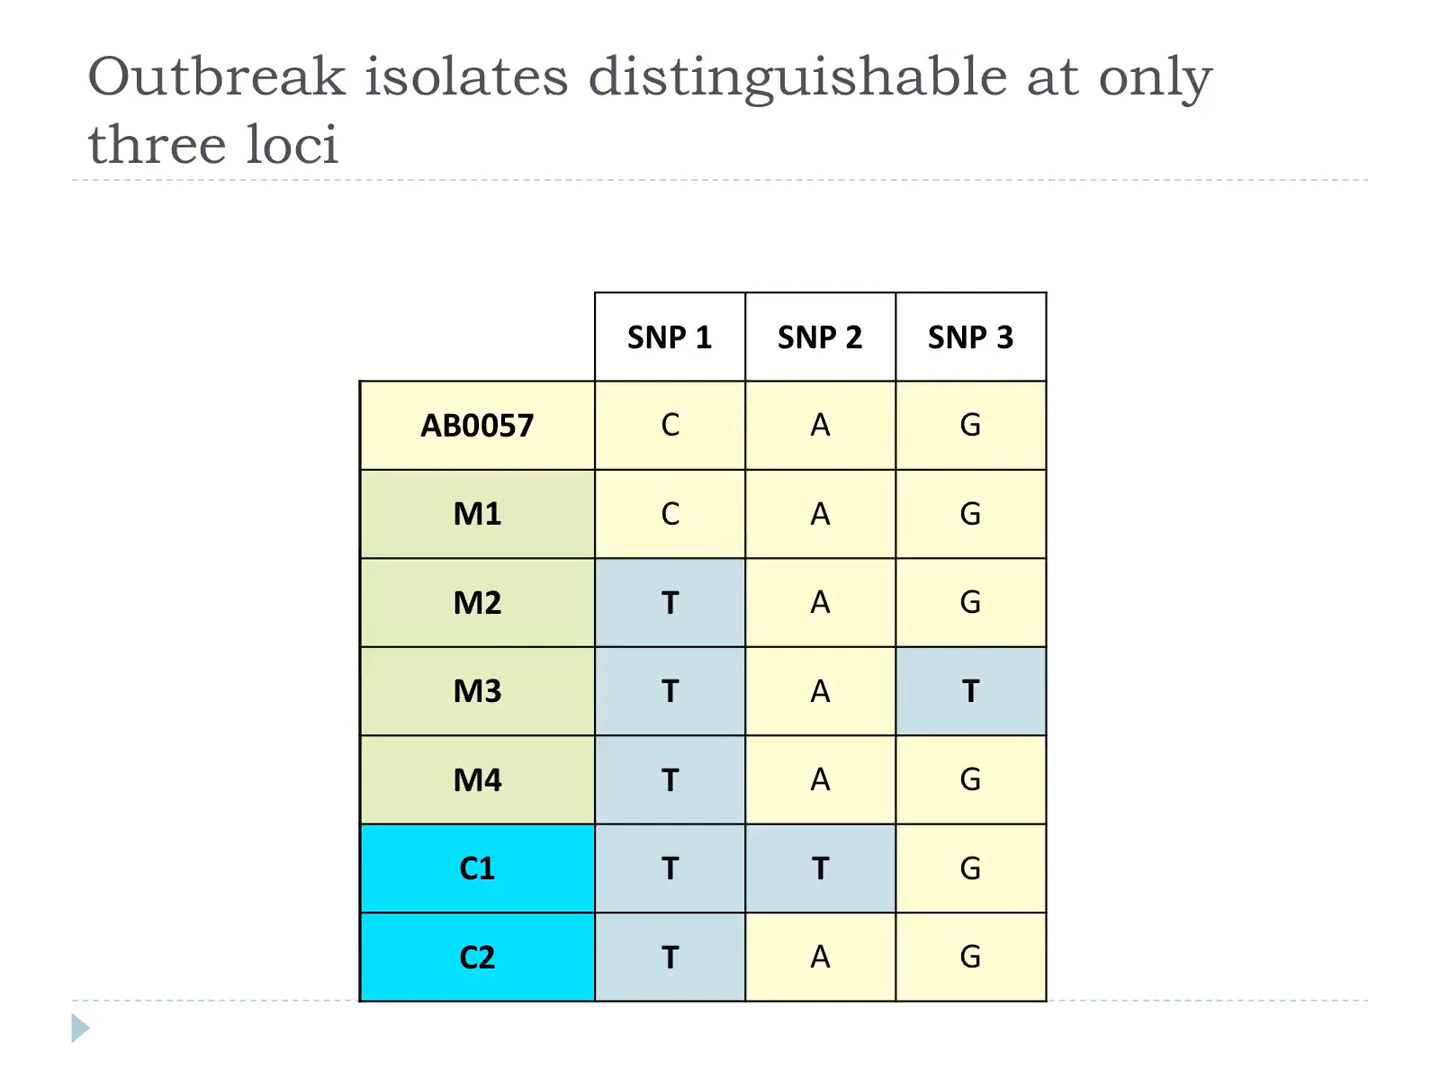 Outbreak isolates distinguishable at only
three loci
SNP 1 SNP 2 SNP 3
AB0057 C A G
M1 C A G
M2 T A G
M3 T A T
M4 T A G
C1 T T G
C2 T A G